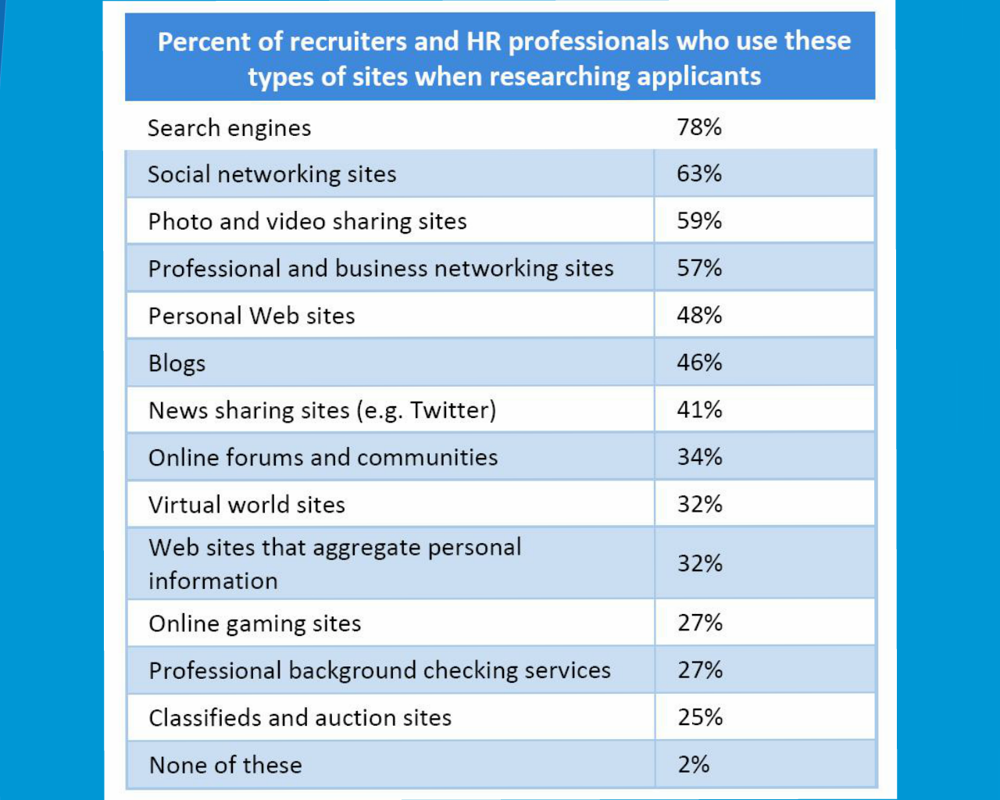 Percent of recruiters and HR professionals who use these
types of sites when researching applicants
Search engines 78%
Social networking sites 63%
Photo and video sharing sites 59%
Professional and business networking sites 57%
Personal Web sites 48%
Blogs 46%
News sharing sites (e.g. Twitter) 41%
Online forums and communities 34%
Virtual world sites 32%
Web sites that aggregate personal
information 32%
Online gaming sites 27%
Professional background checking services 27%
Classifieds and auction sites 25%
None of these 2%